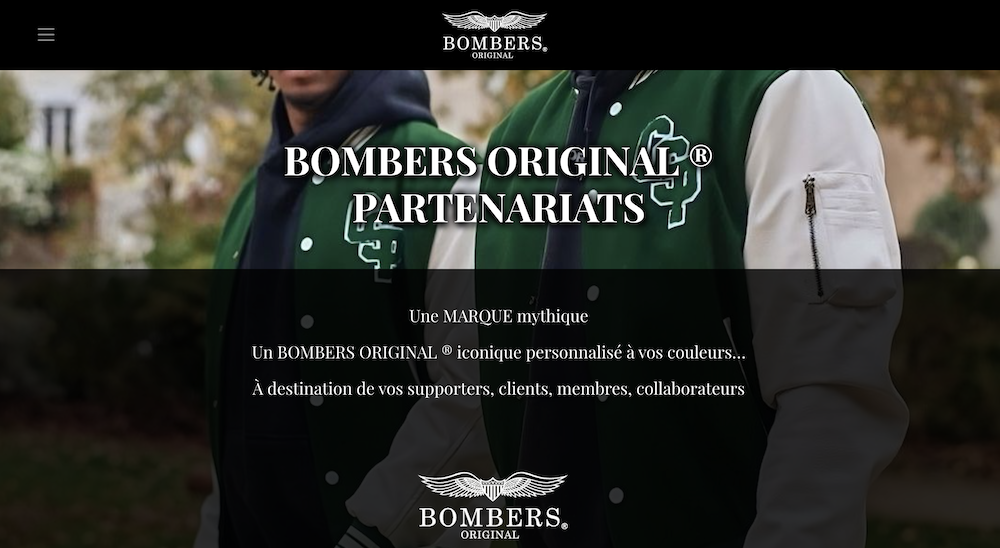 BOMBERS®
ORIGINAL
BOMBERS ORIGINAL ®
PARTENARIATS
Une MARQUE mythique
Un BOMBERS ORIGINAL ® iconique personnalisé à vos couleurs...
À destination de vos supporters, clients, membres, collaborateurs
BOMBERS®
ORIGINAL